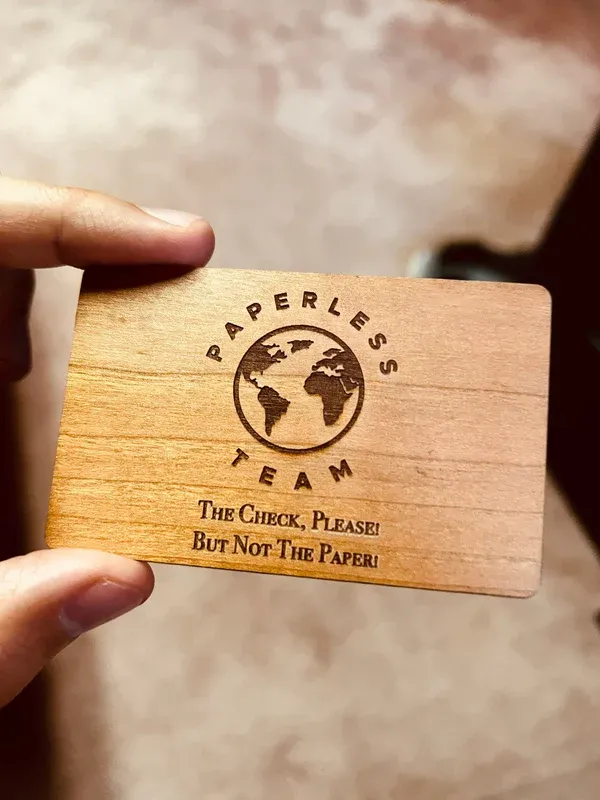 PAPERLESS
TEAM
THE CHECK, PLEASE!
BUT NOT THE PAPER!